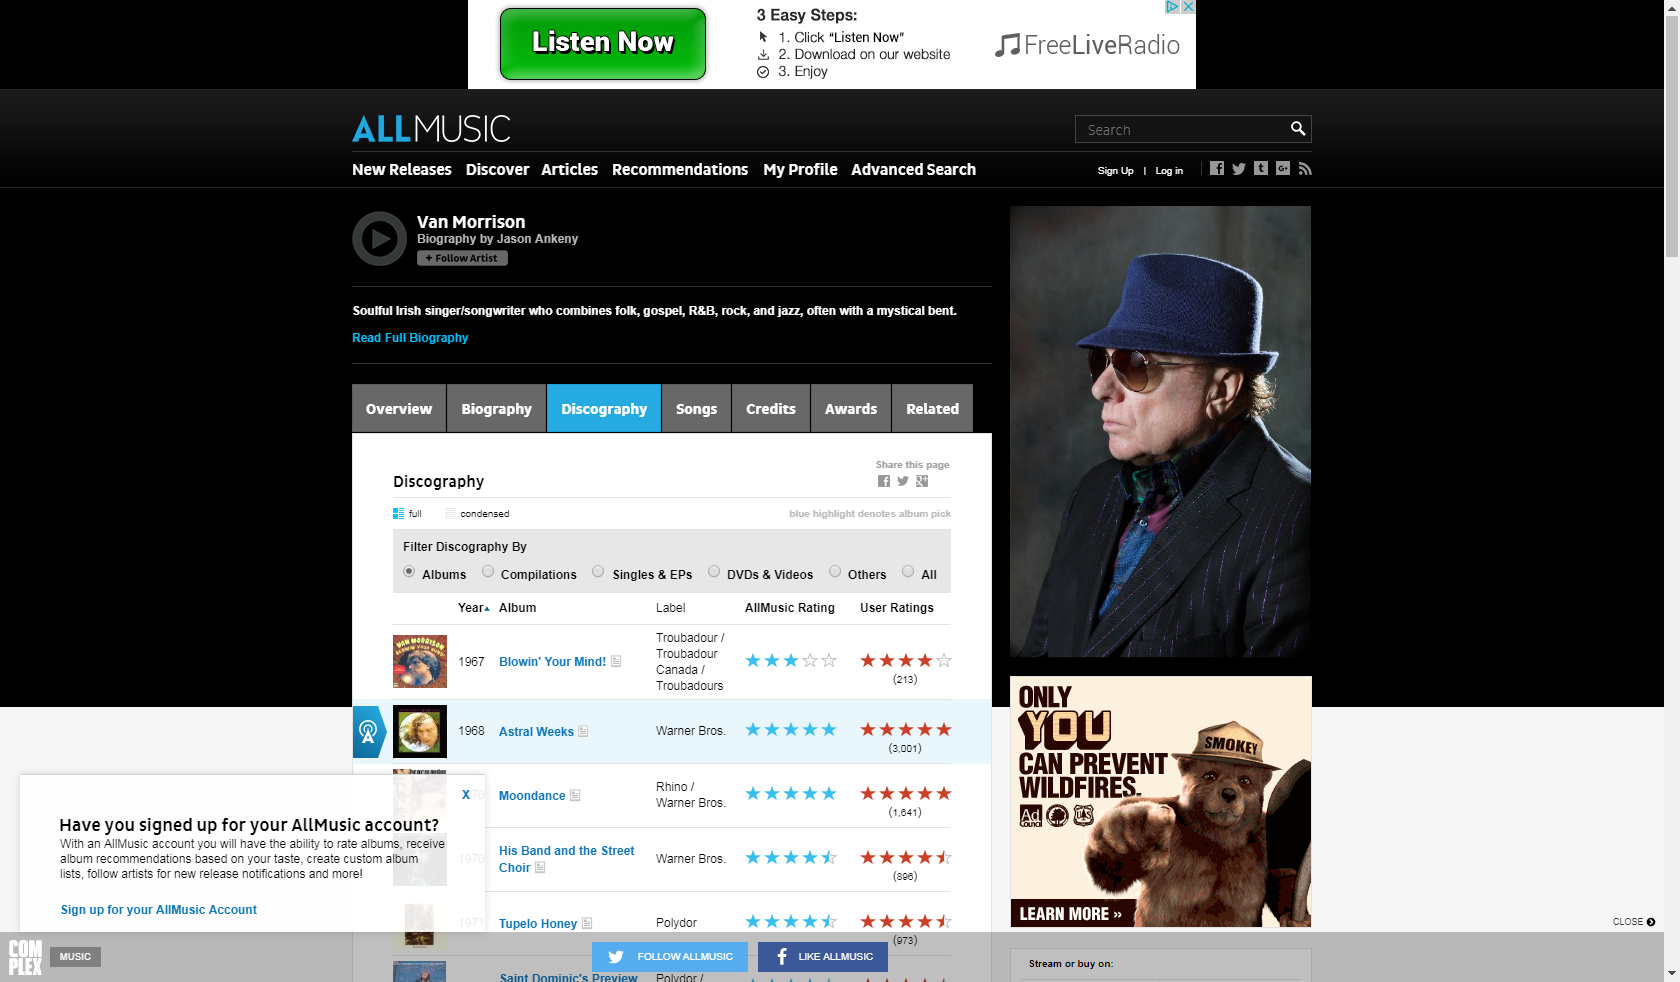 Listen Now
3 Easy Steps:
1. Click “Listen Now”
2. Download on our website
3. Enjoy
FreeLiveRadio
ALLMUSIC
Search
New Releases Discover Articles Recommendations My Profile Advanced Search
Sign Up | Log in
Van Morrison
Biography by Jason Ankeny
+ Follow Artist
Soulful Irish singer/songwriter who combines folk, gospel, R&B, rock, and jazz, often with a mystical bent.
Read Full Biography
Overview Biography Discography Songs Credits Awards Related
Share this page
Discography
full condensed blue highlight denotes album pick
Filter Discography By
Albums Compilations Singles & EPs DVDs & Videos Others All
Year Album Label AllMusic Rating User Ratings
1967 Blowin' Your Mind! Troubadour / Troubadour Canada / Troubadours
(213)
1968 Astral Weeks Warner Bros.
(3,001)
Moondance Rhino / Warner Bros.
(1,641)
1970 His Band and the Street Choir Warner Bros.
(896)
1971 Tupelo Honey Polydor
(973)
Saint Dominic's Preview Polydor /
X
Have you signed up for your AllMusic account?
With an AllMusic account you will have the ability to rate albums, receive
album recommendations based on your taste, create custom album
lists, follow artists for new release notifications and more!
Sign up for your AllMusic Account
ONLY
YOU
CAN PREVENT
WILDFIRES.
SMOKEY
Ad
COUNCIL
LEARN MORE »
CLOSE
COMPLEX
MUSIC
FOLLOW ALLMUSIC
LIKE ALLMUSIC
Stream or buy on: